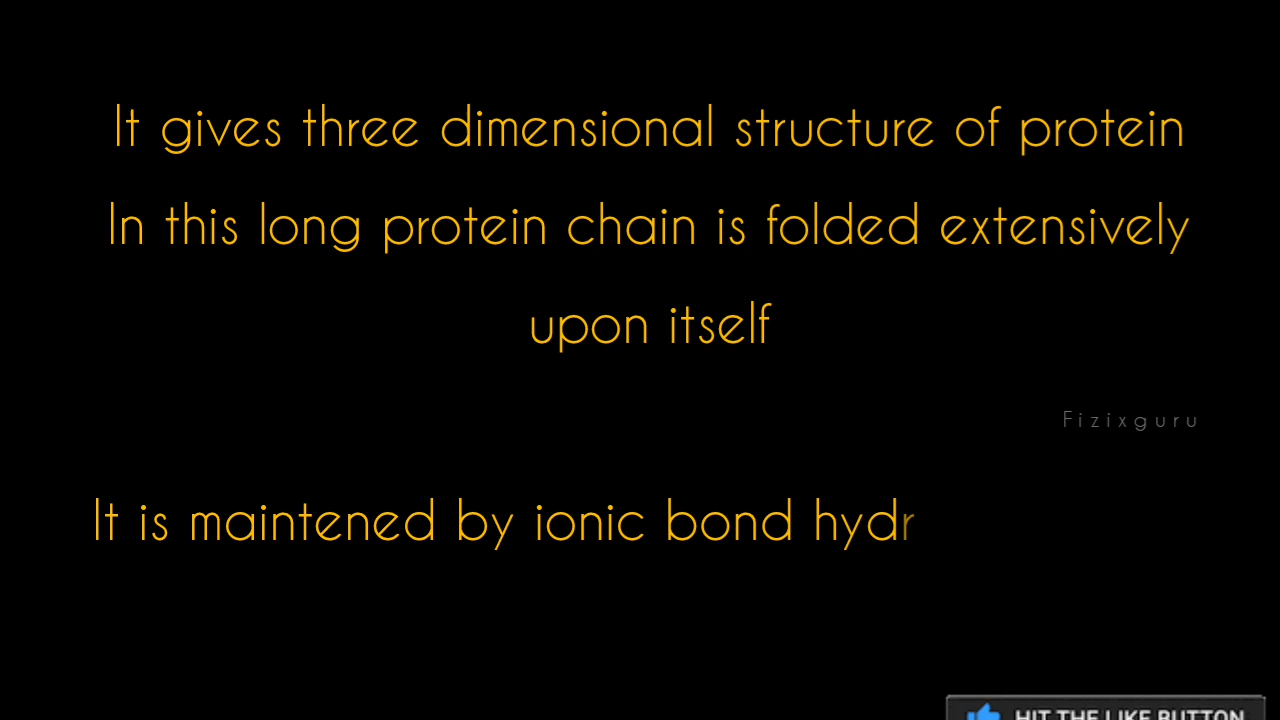 It gives three dimensional structure of protein
In this long protein chain is folded extensively
upon itself
Fizixguru
It is maintened by ionic bond hydr
HIT THE LIKE BUTTON